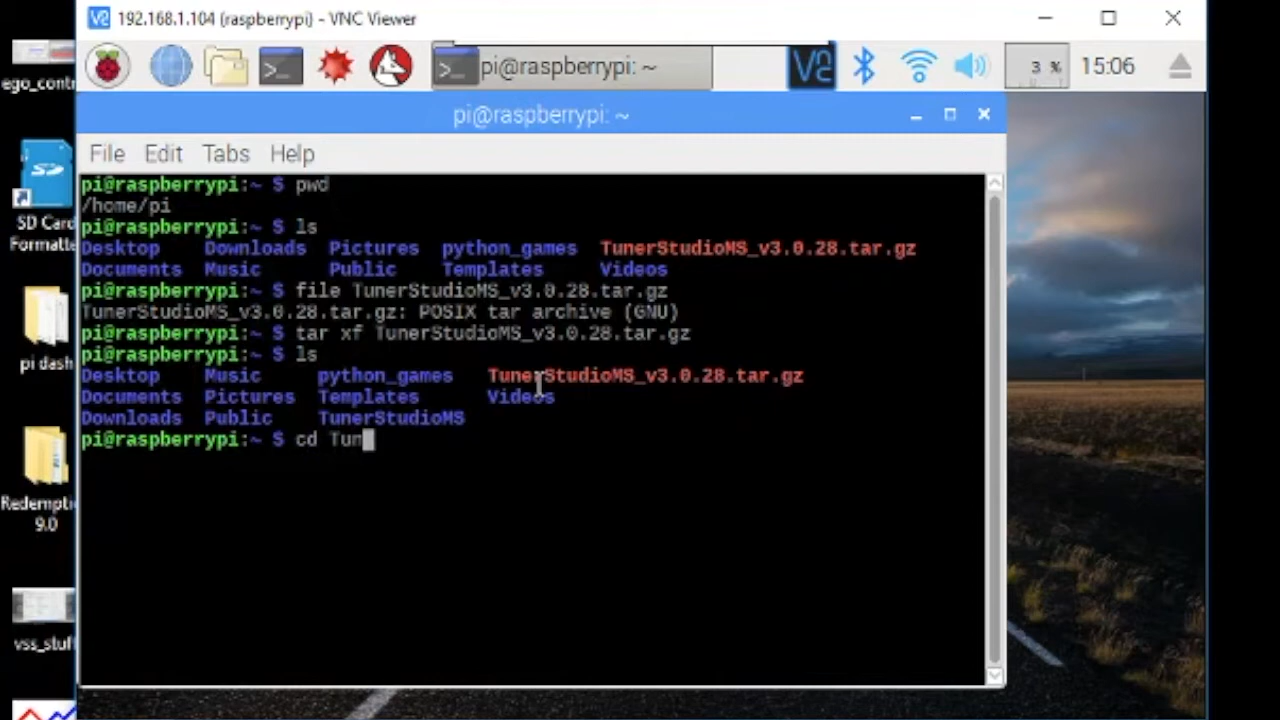 192.168.1.104 (raspberrypi) - VNC Viewer
pi@raspberrypi: ~
3 %
15:06
pi@raspberrypi: ~
File Edit Tabs Help
pi@raspberrypi:~ $ pwd
/home/pi
pi@raspberrypi:~ $ ls
Desktop Downloads Pictures python_games TunerStudioMS_v3.0.28.tar.gz
Documents Music Public Templates Videos
pi@raspberrypi:~ $ file TunerStudioMS_v3.0.28.tar.gz
TunerStudioMS_v3.0.28.tar.gz: POSIX tar archive (GNU)
pi@raspberrypi:~ $ tar xf TunerStudioMS_v3.0.28.tar.gz
pi@raspberrypi:~ $ ls
Desktop Music python_games TunerStudioMS_v3.0.28.tar.gz
Documents Pictures Templates Videos
Downloads Public TunerStudioMS
pi@raspberrypi:~ $ cd Tun
ego_contr
SD Card
Formatte
pi dash
Redempti
9.0
vss_stuf